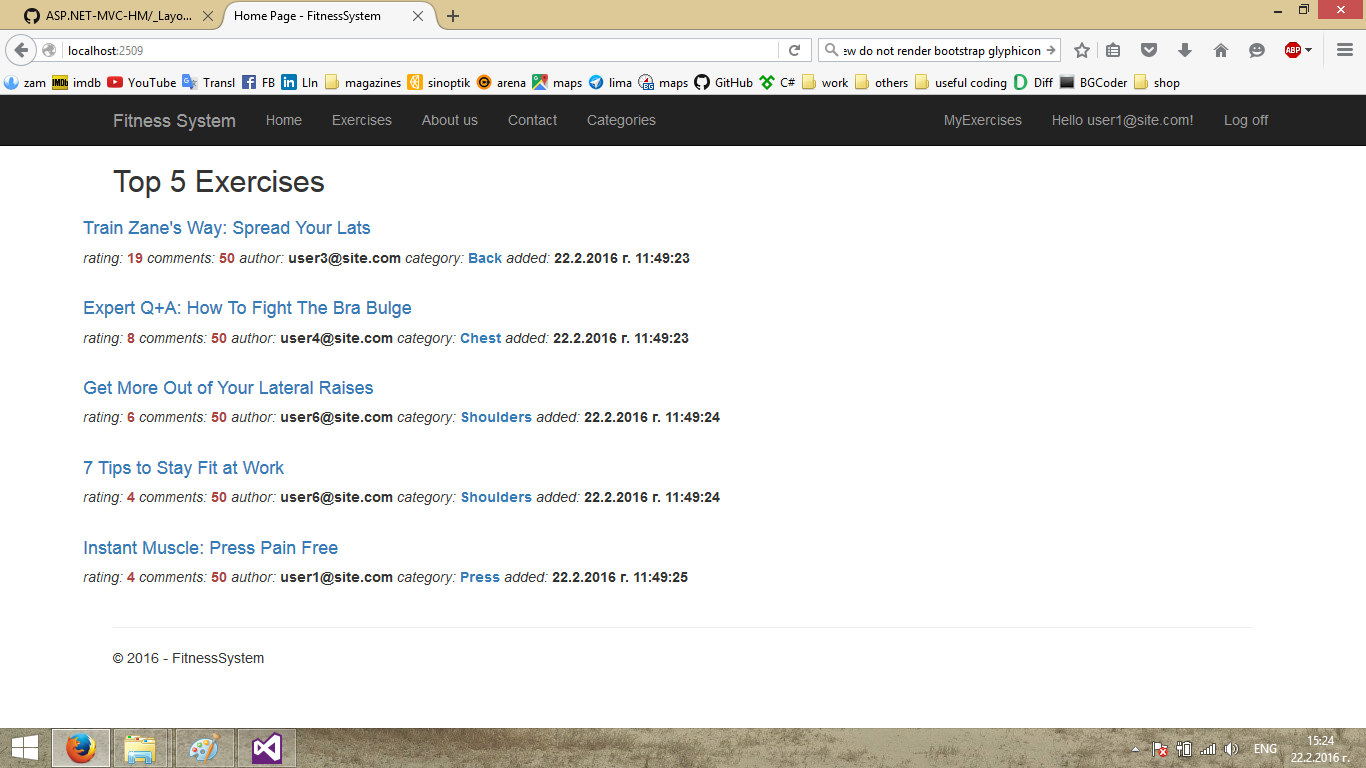 ASP.NET-MVC-HM/_Layo...
Home Page - FitnessSystem
localhost:2509
ew do not render bootstrap glyphicon
ABP
zam imdb YouTube Transl FB LIn magazines sinoptik arena maps lima maps GitHub C# work others useful coding Diff BGCoder shop
Fitness System Home Exercises About us Contact Categories MyExercises Hello user1@site.com! Log off
Top 5 Exercises
Train Zane's Way: Spread Your Lats
rating: 19 comments: 50 author: user3@site.com category: Back added: 22.2.2016 г. 11:49:23
Expert Q+A: How To Fight The Bra Bulge
rating: 8 comments: 50 author: user4@site.com category: Chest added: 22.2.2016 г. 11:49:23
Get More Out of Your Lateral Raises
rating: 6 comments: 50 author: user6@site.com category: Shoulders added: 22.2.2016 г. 11:49:24
7 Tips to Stay Fit at Work
rating: 4 comments: 50 author: user6@site.com category: Shoulders added: 22.2.2016 г. 11:49:24
Instant Muscle: Press Pain Free
rating: 4 comments: 50 author: user1@site.com category: Press added: 22.2.2016 г. 11:49:25
© 2016 - FitnessSystem
ENG
15:24
22.2.2016 г.